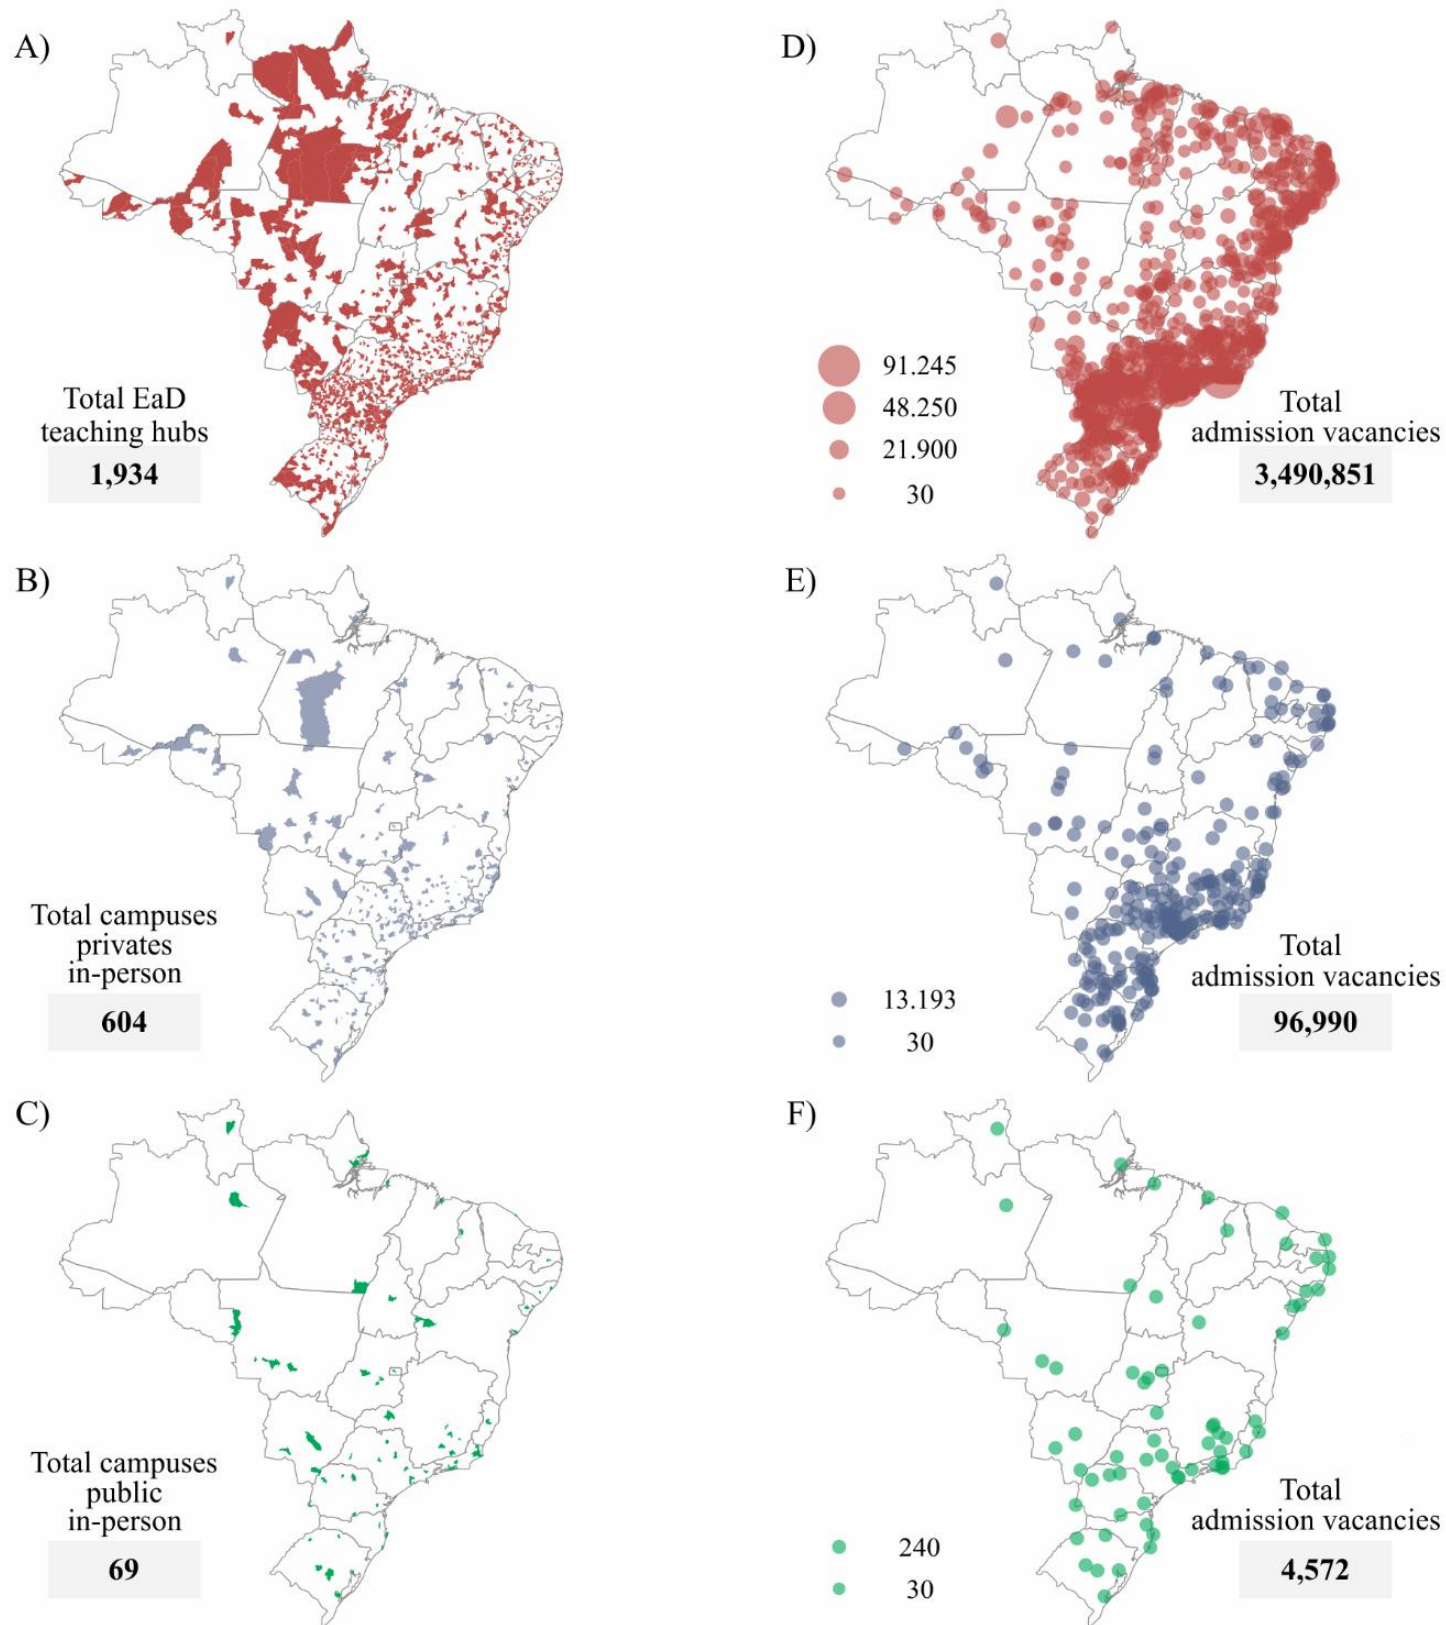 A)
Total EaD
teaching hubs
1,934
D)
91.245
48.250
21.900
30
Total
admission vacancies
3,490,851
B)
Total campuses
privates
in-person
604
E)
13.193
30
Total
admission vacancies
96,990
C)
Total campuses
public
in-person
69
F)
240
30
Total
admission vacancies
4,572